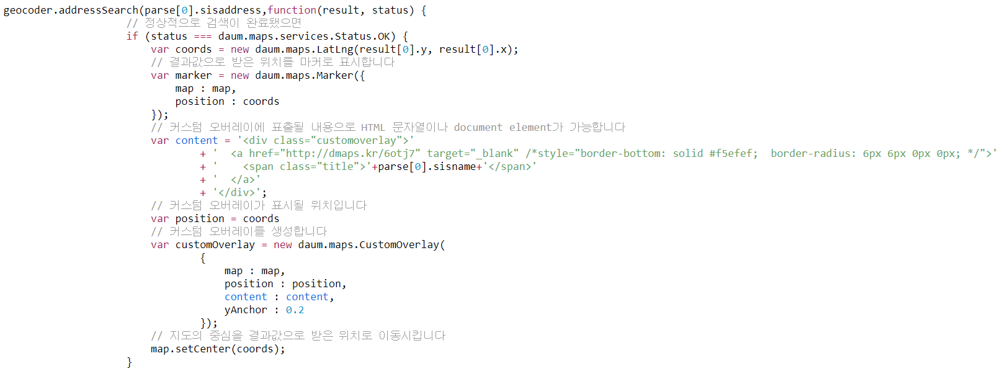 geocoder.addressSearch(parse[0].sisaddress,function(result, status) {
// 정상적으로 검색이 완료됐으면
if (status === daum.maps.services.Status.OK) {
var coords = new daum.maps.LatLng(result[0].y, result[0].x);
// 결과값으로 받은 위치를 마커로 표시합니다
var marker = new daum.maps.Marker({
map : map,
position : coords
});
// 커스텀 오버레이에 표출될 내용으로 HTML 문자열이나 document element가 가능합니다
var content = '<div class="customoverlay">'
+ '  <a href="http://dmaps.kr/6otj7" target="_blank" /*style="border-bottom: solid #f5efef;  border-radius: 6px 6px 0px 0px; */">'
+ '    <span class="title">'+parse[0].sisname+'</span>'
+ '  </a>'
+ '</div>';
// 커스텀 오버레이가 표시될 위치입니다
var position = coords
// 커스텀 오버레이를 생성합니다
var customOverlay = new daum.maps.CustomOverlay(
{
map : map,
position : position,
content : content,
yAnchor : 0.2
});
// 지도의 중심을 결과값으로 받은 위치로 이동시킵니다
map.setCenter(coords);
}